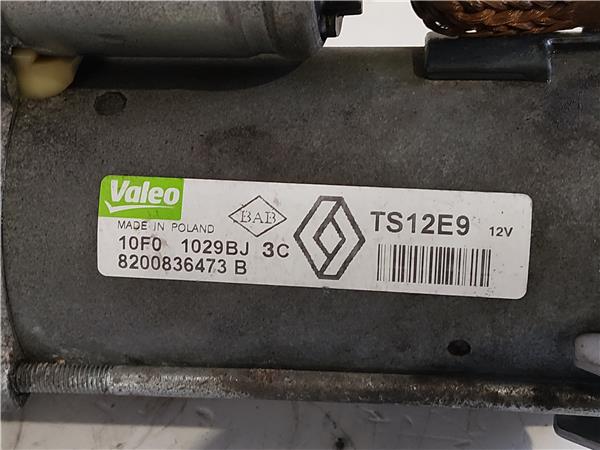 Valeo
BAB
TS12E9 12V
MADE IN POLAND
10F0 1029BJ 3C
8200836473 B